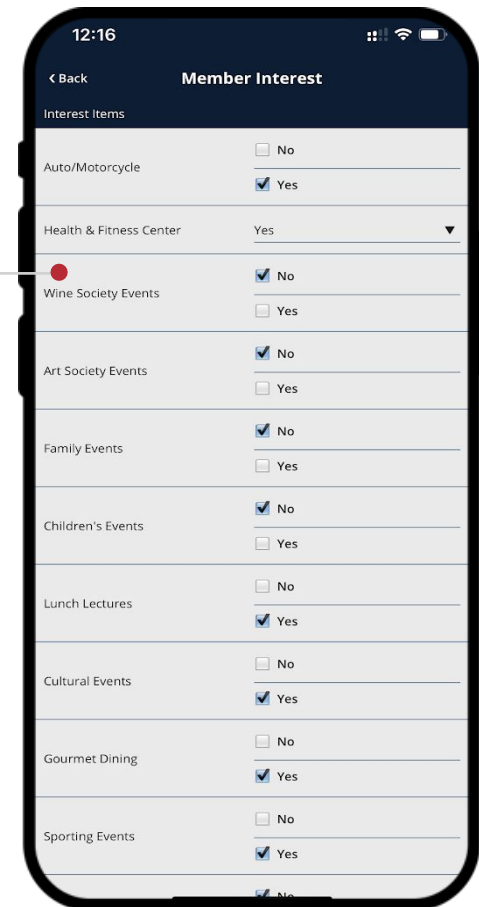 12:16
Back Member Interest
Interest Items
No
Auto/Motorcycle
Yes
Health & Fitness Center Yes
No
Wine Society Events
Yes
No
Art Society Events
Yes
No
Family Events
Yes
No
Children's Events
Yes
No
Lunch Lectures
Yes
No
Cultural Events
Yes
No
Gourmet Dining
Yes
No
Sporting Events
Yes
No